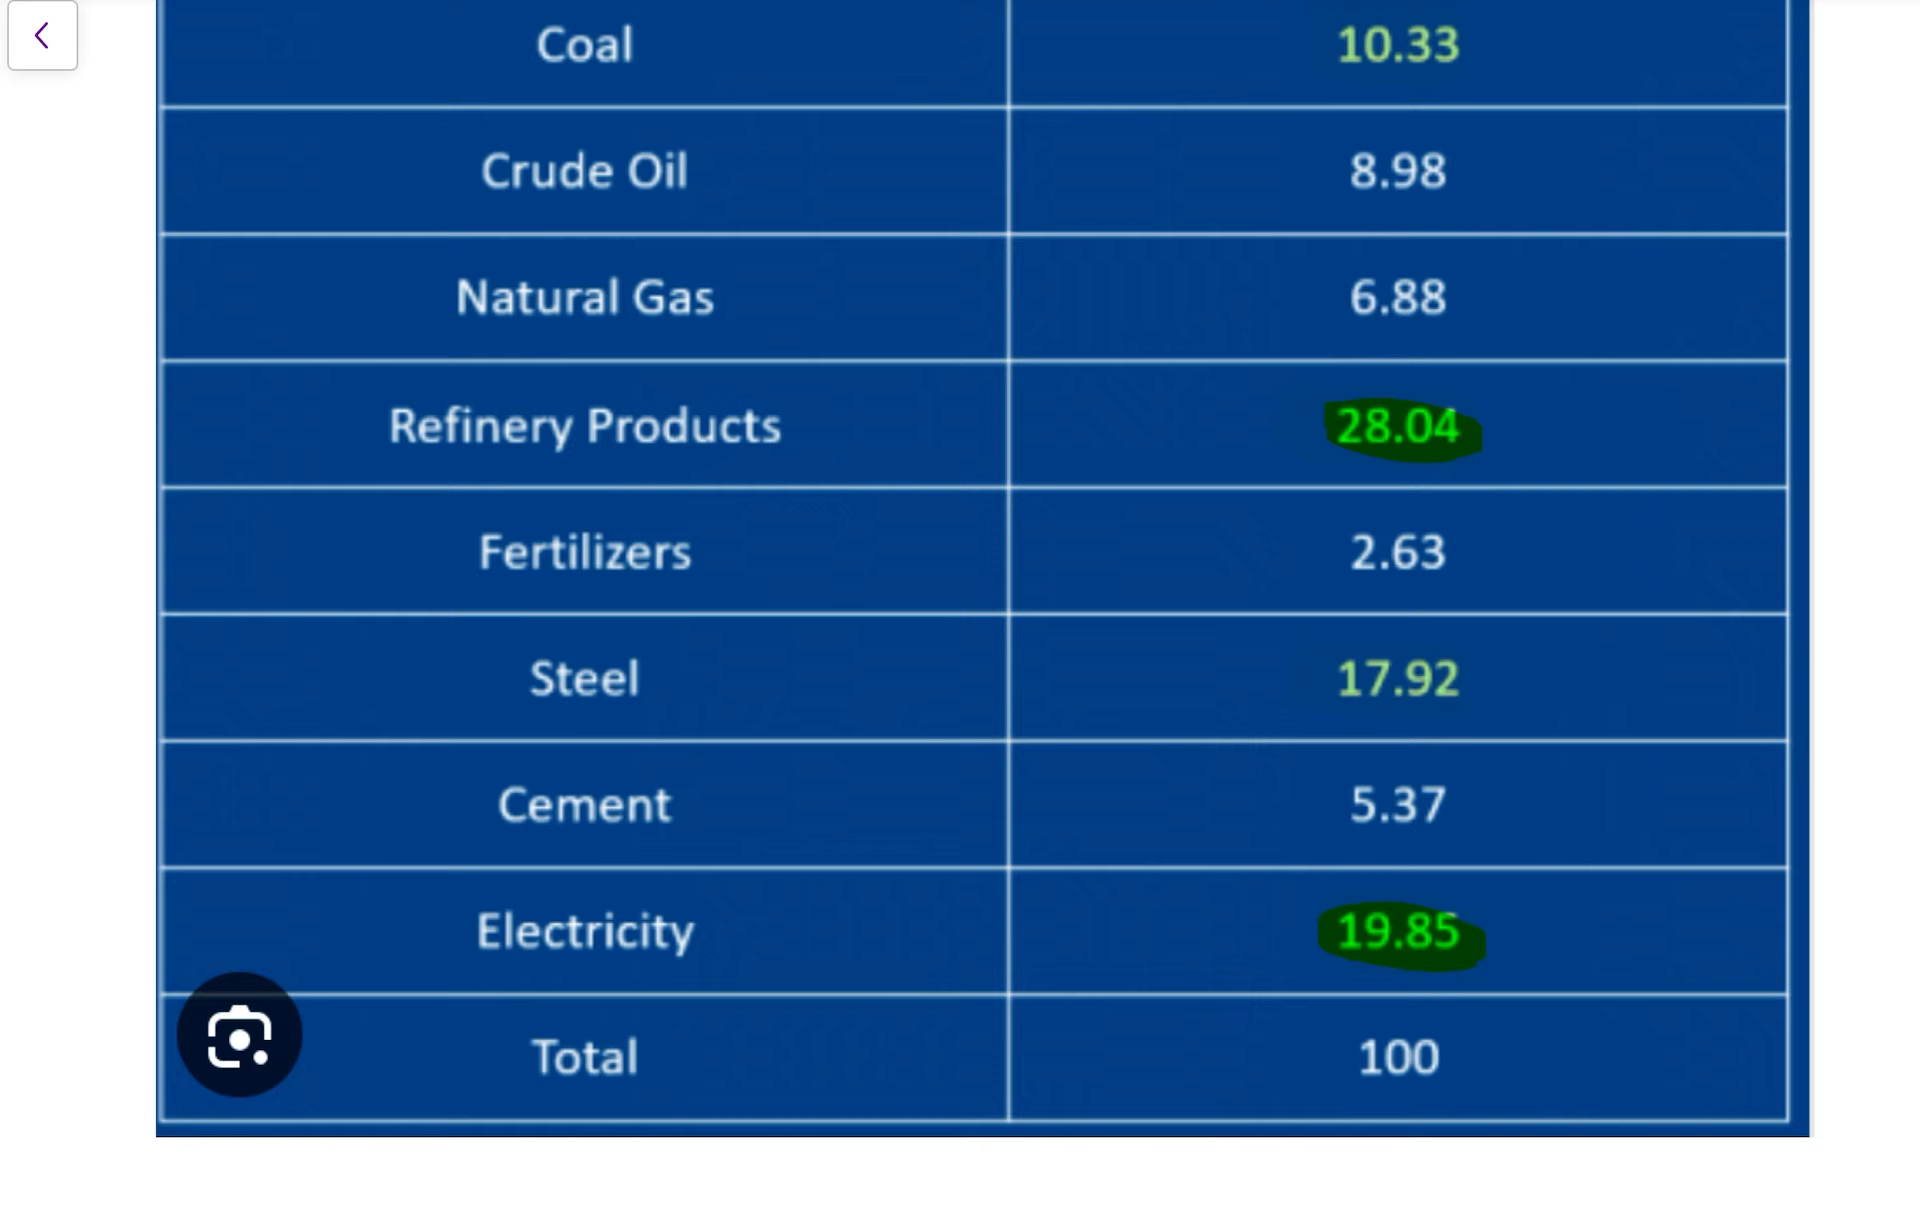 Coal 10.33
Crude Oil 8.98
Natural Gas 6.88
Refinery Products 28.04
Fertilizers 2.63
Steel 17.92
Cement 5.37
Electricity 19.85
Total 100